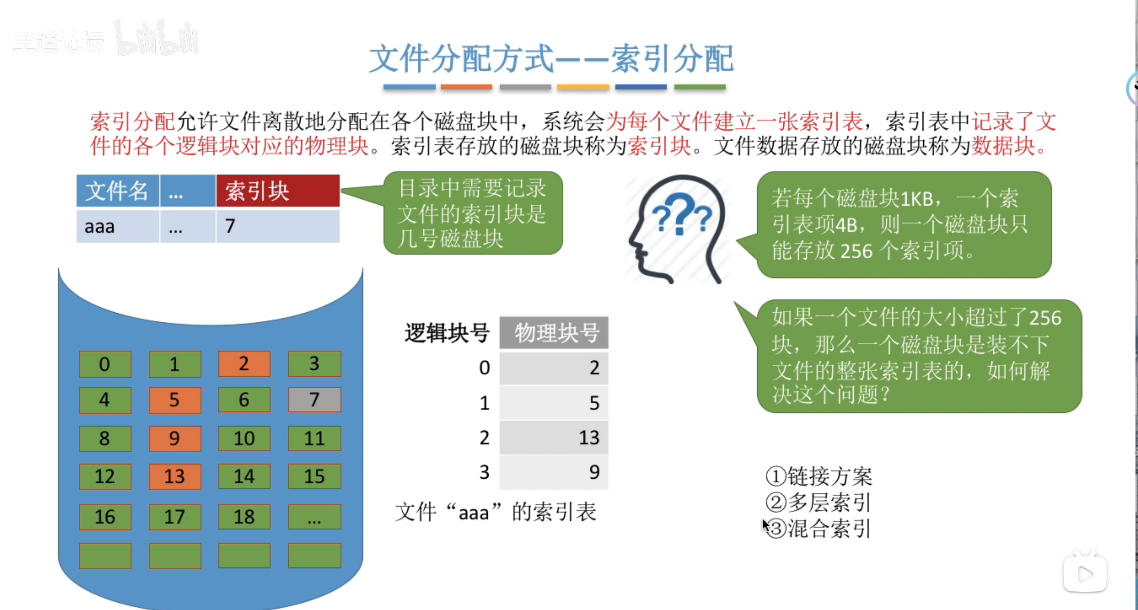 王道论坛 bilibili
文件分配方式——索引分配
索引分配允许文件离散地分配在各个磁盘块中，系统会为每个文件建立一张索引表，索引表中记录了文
件的各个逻辑块对应的物理块。索引表存放的磁盘块称为索引块。文件数据存放的磁盘块称为数据块。
文件名 ... 索引块
aaa ... 7
目录中需要记录
文件的索引块是
几号磁盘块
???
若每个磁盘块1KB，一个索
引表项4B，则一个磁盘块只
能存放 256 个索引项。
如果一个文件的大小超过了256
块，那么一个磁盘块是装不下
文件的整张索引表的，如何解
决这个问题？
0 1 2 3
4 5 6 7
8 9 10 11
12 13 14 15
16 17 18 ...
逻辑块号 物理块号
0 2
1 5
2 13
3 9
文件“aaa”的索引表
①链接方案
②多层索引
③混合索引